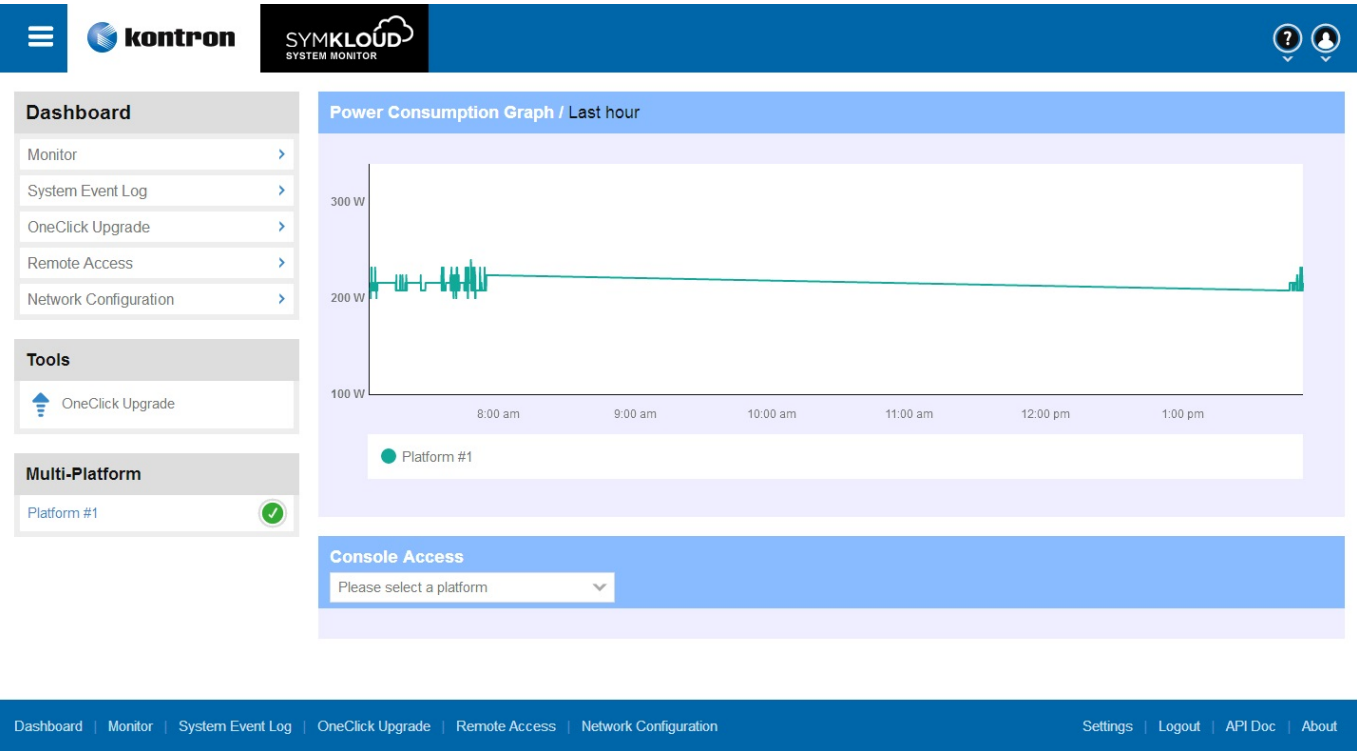 kontron
SYMKLOUD
SYSTEM MONITOR
?
Dashboard
Monitor
System Event Log
OneClick Upgrade
Remote Access
Network Configuration
Tools
OneClick Upgrade
Multi-Platform
Platform #1
Power Consumption Graph / Last hour
300 W
200 W
100 W
8:00 am 9:00 am 10:00 am 11:00 am 12:00 pm 1:00 pm
Platform #1
Console Access
Please select a platform
Dashboard | Monitor | System Event Log | OneClick Upgrade | Remote Access | Network Configuration Settings | Logout | API Doc | About